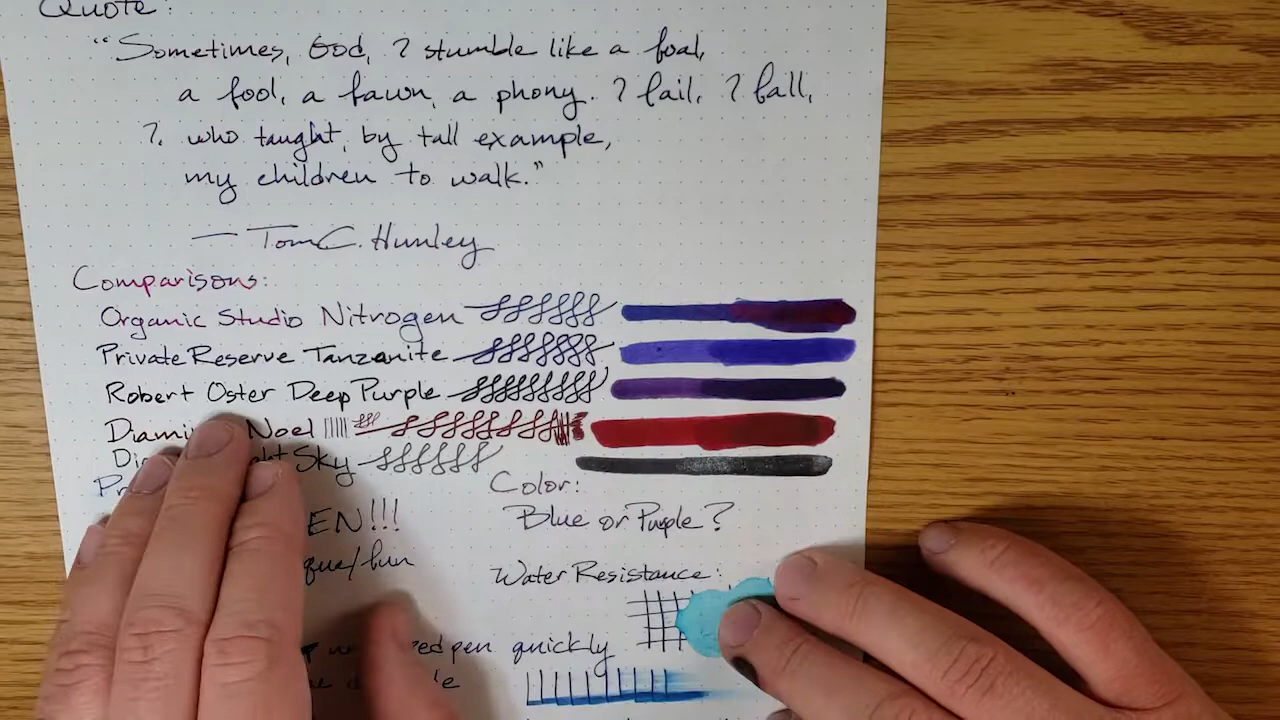 Quote:
"Sometimes, God, I stumble like a foal,
a fool, a fawn, a phony. I fail, I fall,
I, who taught, by tall example,
my children to walk."
— Tom C. Hunley
Comparisons:
Organic Studio Nitrogen
Private Reserve Tanzanite
Robert Oster Deep Purple
Noel
Sky
Color:
Blue or Purple?
Water Resistance:
pen quickly